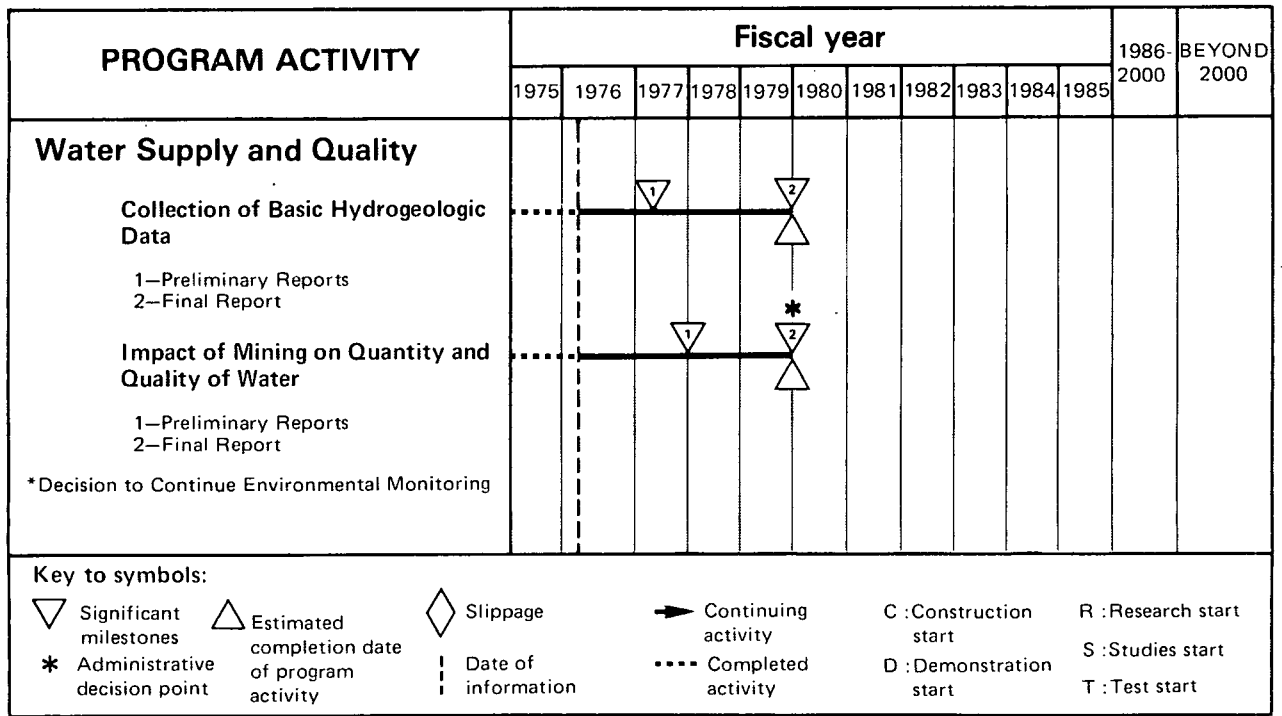 PROGRAM ACTIVITY
Fiscal year
1975 1976 1977 1978 1979 1980 1981 1982 1983 1984 1985
1986-
2000
BEYOND
2000
Water Supply and Quality
Collection of Basic Hydrogeologic
Data
1 2
1—Preliminary Reports
2—Final Report
*
Impact of Mining on Quantity and
Quality of Water
1 2
1—Preliminary Reports
2—Final Report
*Decision to Continue Environmental Monitoring
Key to symbols:
Significant
milestones
* Administrative
decision point
Estimated
completion date
of program
activity
Slippage
Date of
information
Continuing
activity
Completed
activity
C :Construction
start
D :Demonstration
start
R :Research start
S :Studies start
T :Test start